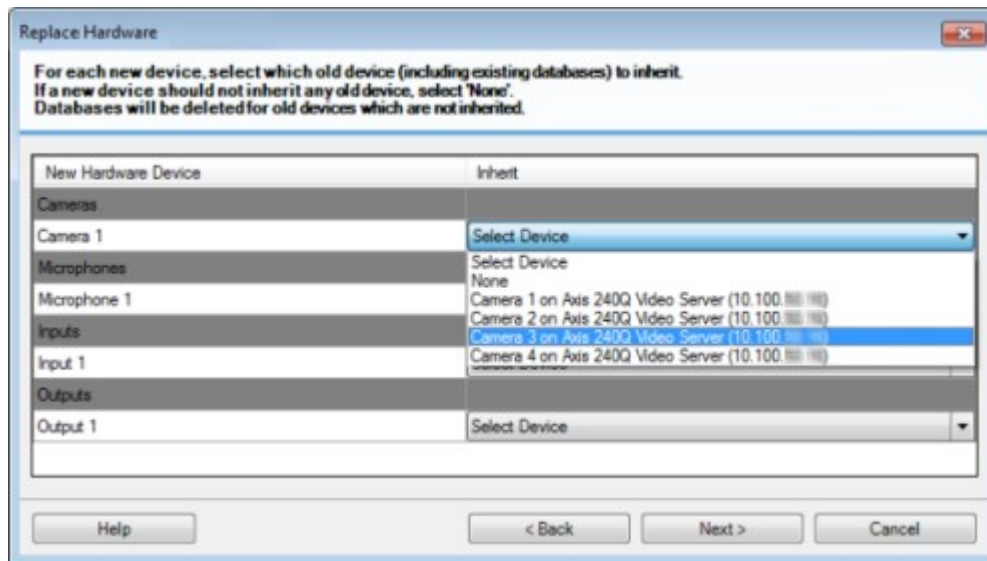 Replace Hardware
For each new device, select which old device (including existing databases) to inherit.
If a new device should not inherit any old device, select 'None'.
Databases will be deleted for old devices which are not inherited.
New Hardware Device Inherit
Cameras
Camera 1 Select Device
Select Device
Microphones
None
Microphone 1 Camera 1 on Axis 240Q Video Server (10.100.
Camera 2 on Axis 240Q Video Server (10.100.
Inputs Camera 3 on Axis 240Q Video Server (10.100.
Camera 4 on Axis 240Q Video Server (10.100.
Input 1 Select Device
Outputs
Output 1 Select Device
Help < Back Next > Cancel